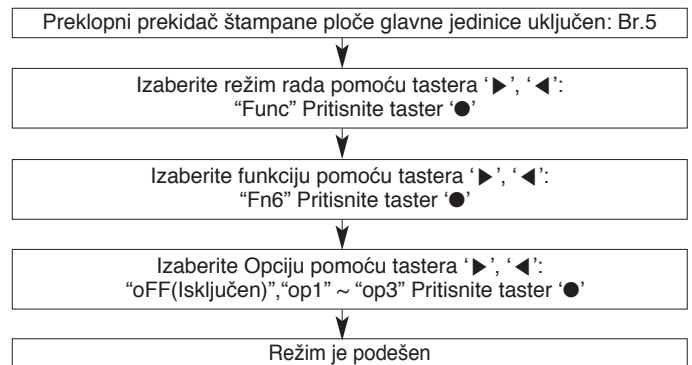 Preklopni prekidač štampane ploče glavne jedinice uključen: Br.5
Izaberite režim rada pomoću tastera ‘▶’, ‘◀’:
“Func” Pritisnite taster ‘●’
Izaberite funkciju pomoću tastera ‘▶’, ‘◀’:
“Fn6” Pritisnite taster ‘●’
Izaberite Opciju pomoću tastera ‘▶’, ‘◀’:
“oFF(Isključen)”,“op1” ~ “op3” Pritisnite taster ‘●’
Režim je podešen